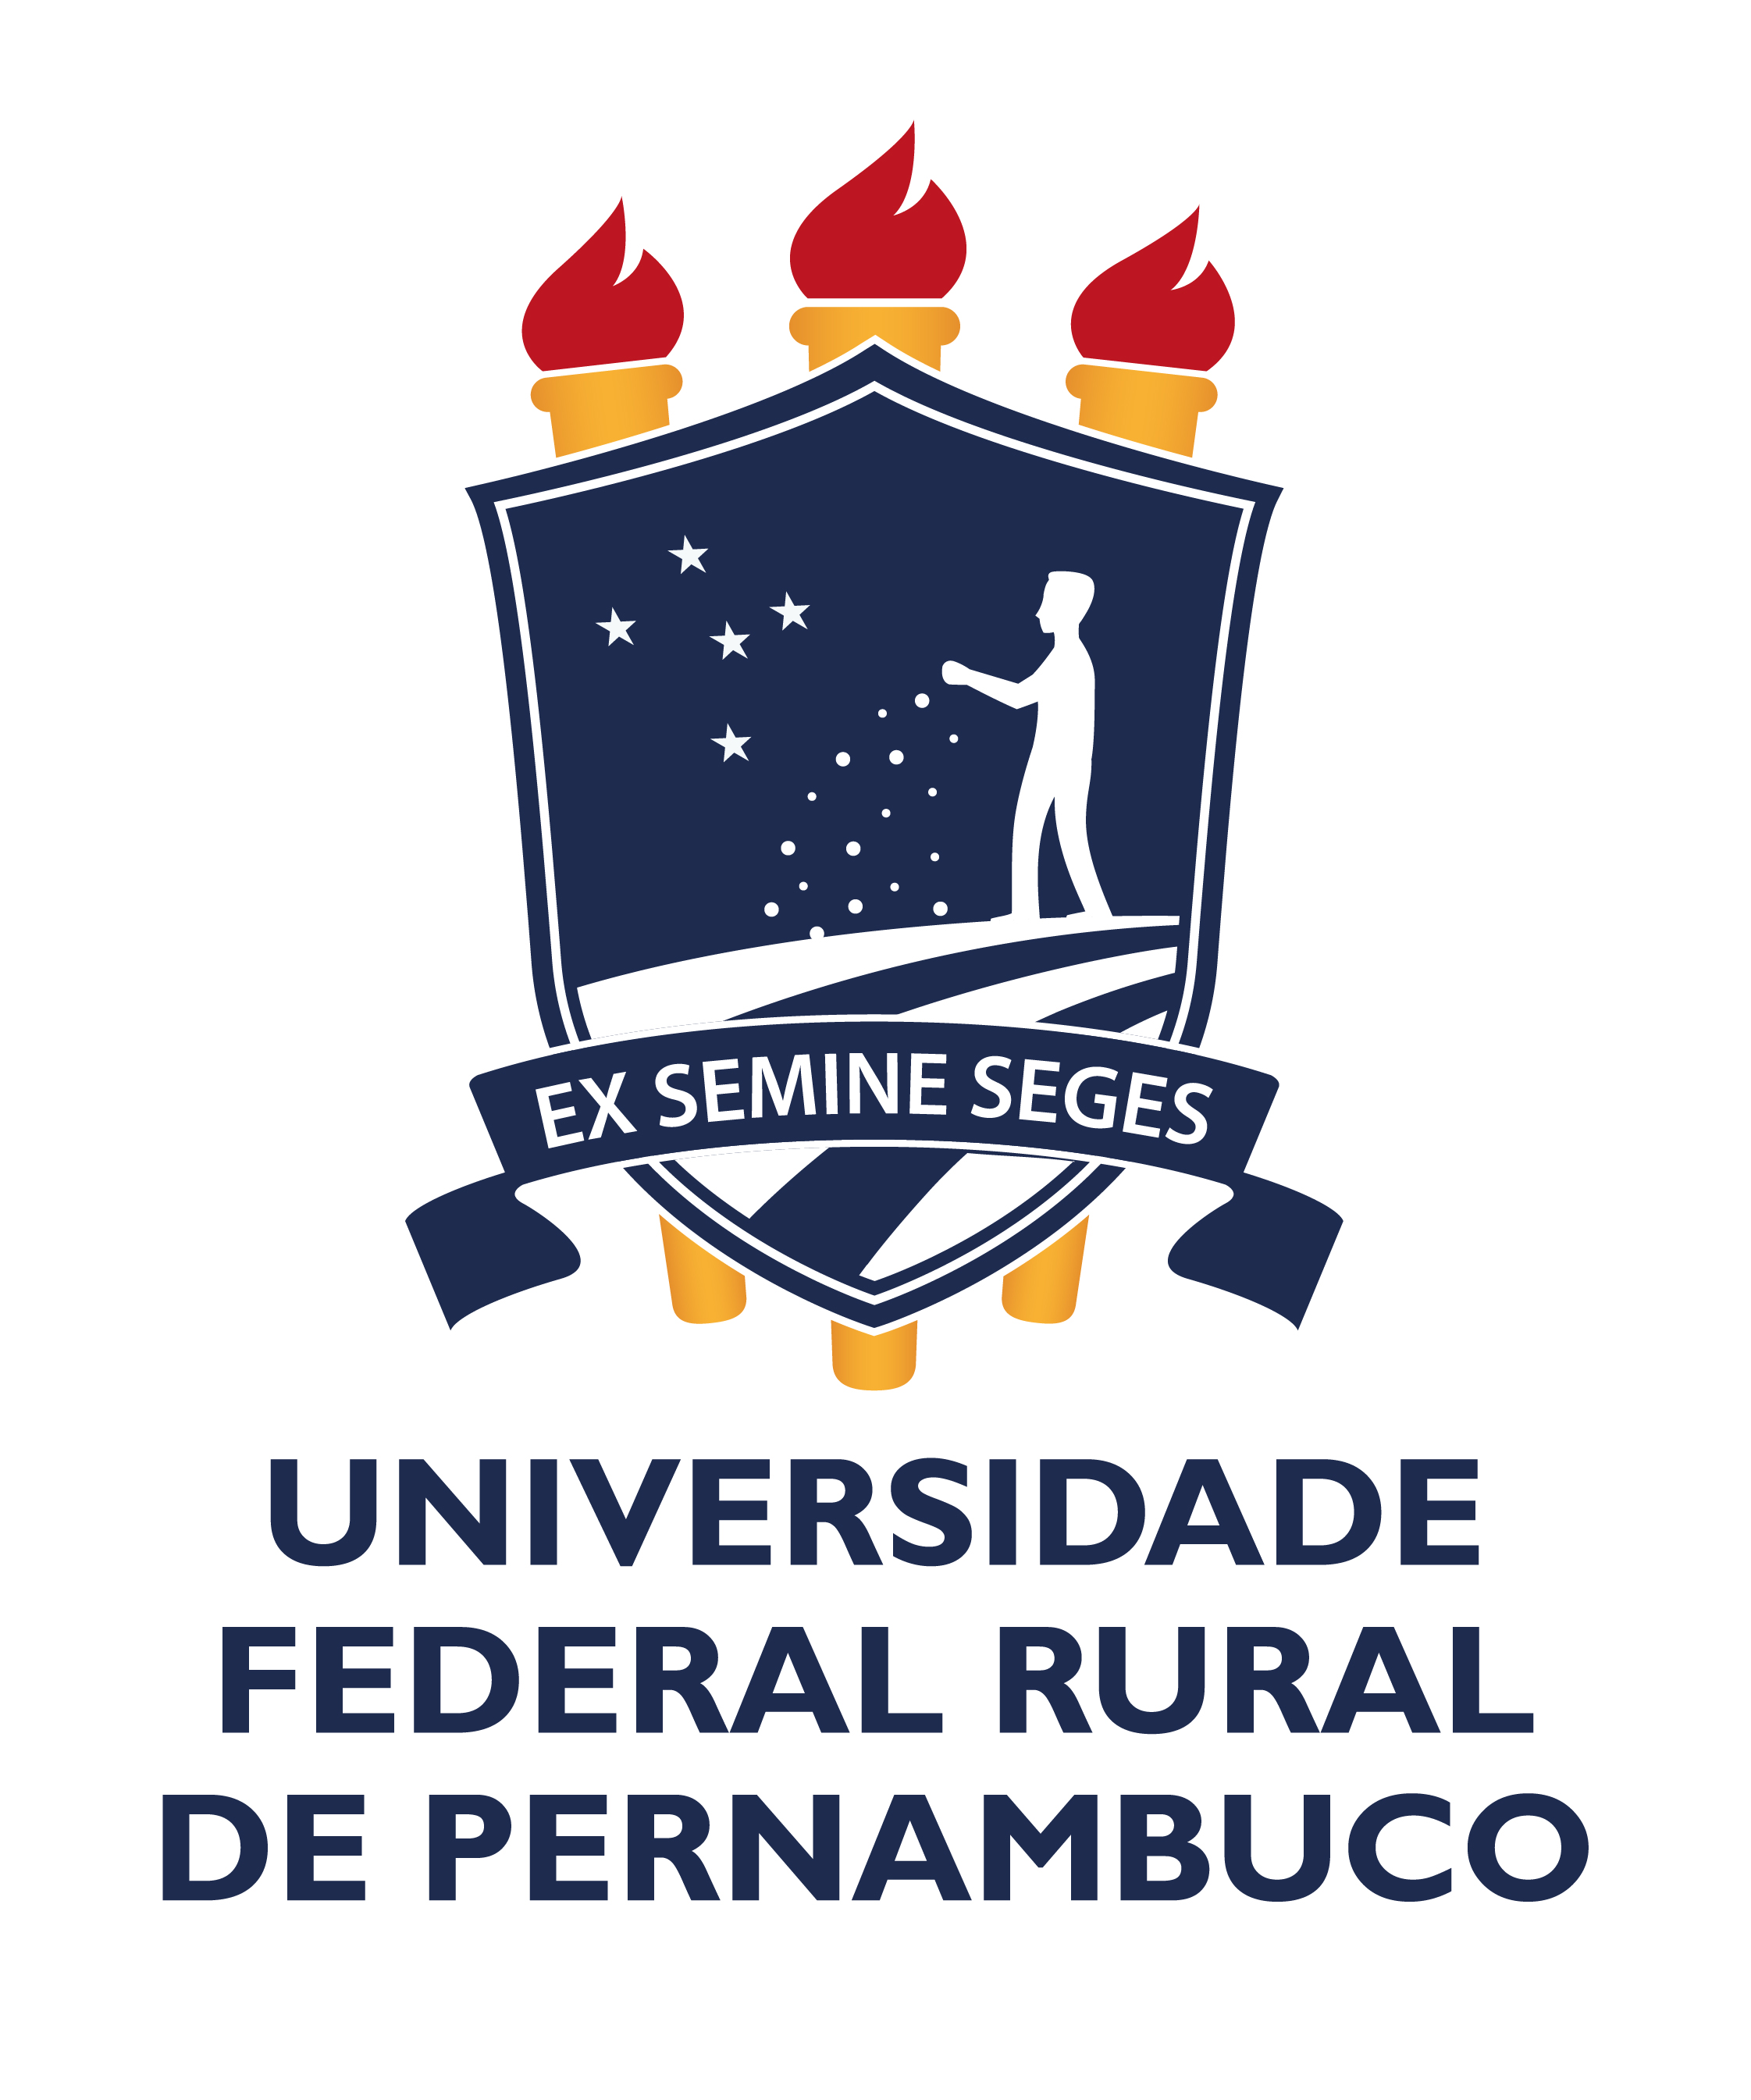 EX SEMINE SEGES
UNIVERSIDADE
FEDERAL RURAL
DE PERNAMBUCO